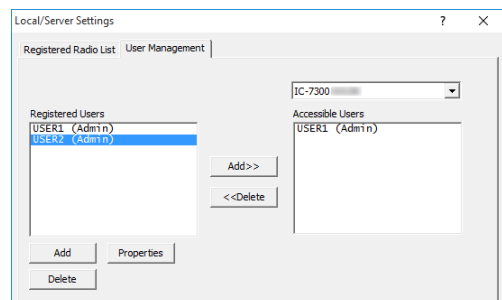 Local/Server Settings
Registered Radio List
User Management
IC-7300
Registered Users
Accessible Users
USER1 (Admin)
USER2 (Admin)
USER1 (Admin)
Add>>
<<Delete
Add
Properties
Delete